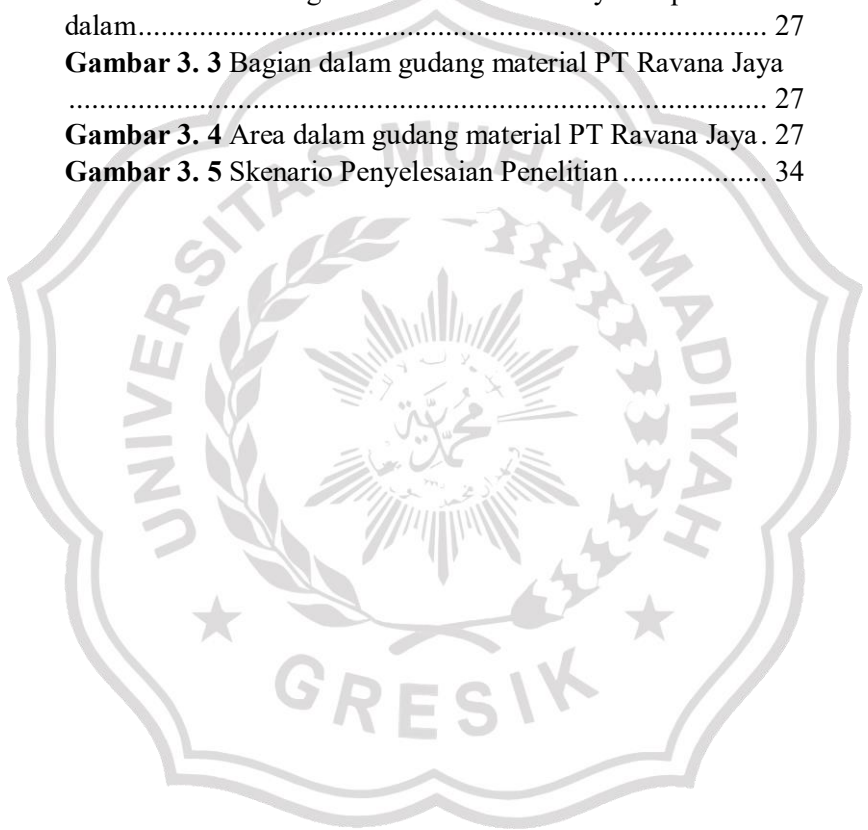 dalam........................................................................ 27
Gambar 3. 3 Bagian dalam gudang material PT Ravana Jaya
............................................................................ 27
Gambar 3. 4 Area dalam gudang material PT Ravana Jaya. 27
Gambar 3. 5 Skenario Penyelesaian Penelitian ................... 34
UNIVERSITAS MUHAMMADIYAH
محمد
GRESIK